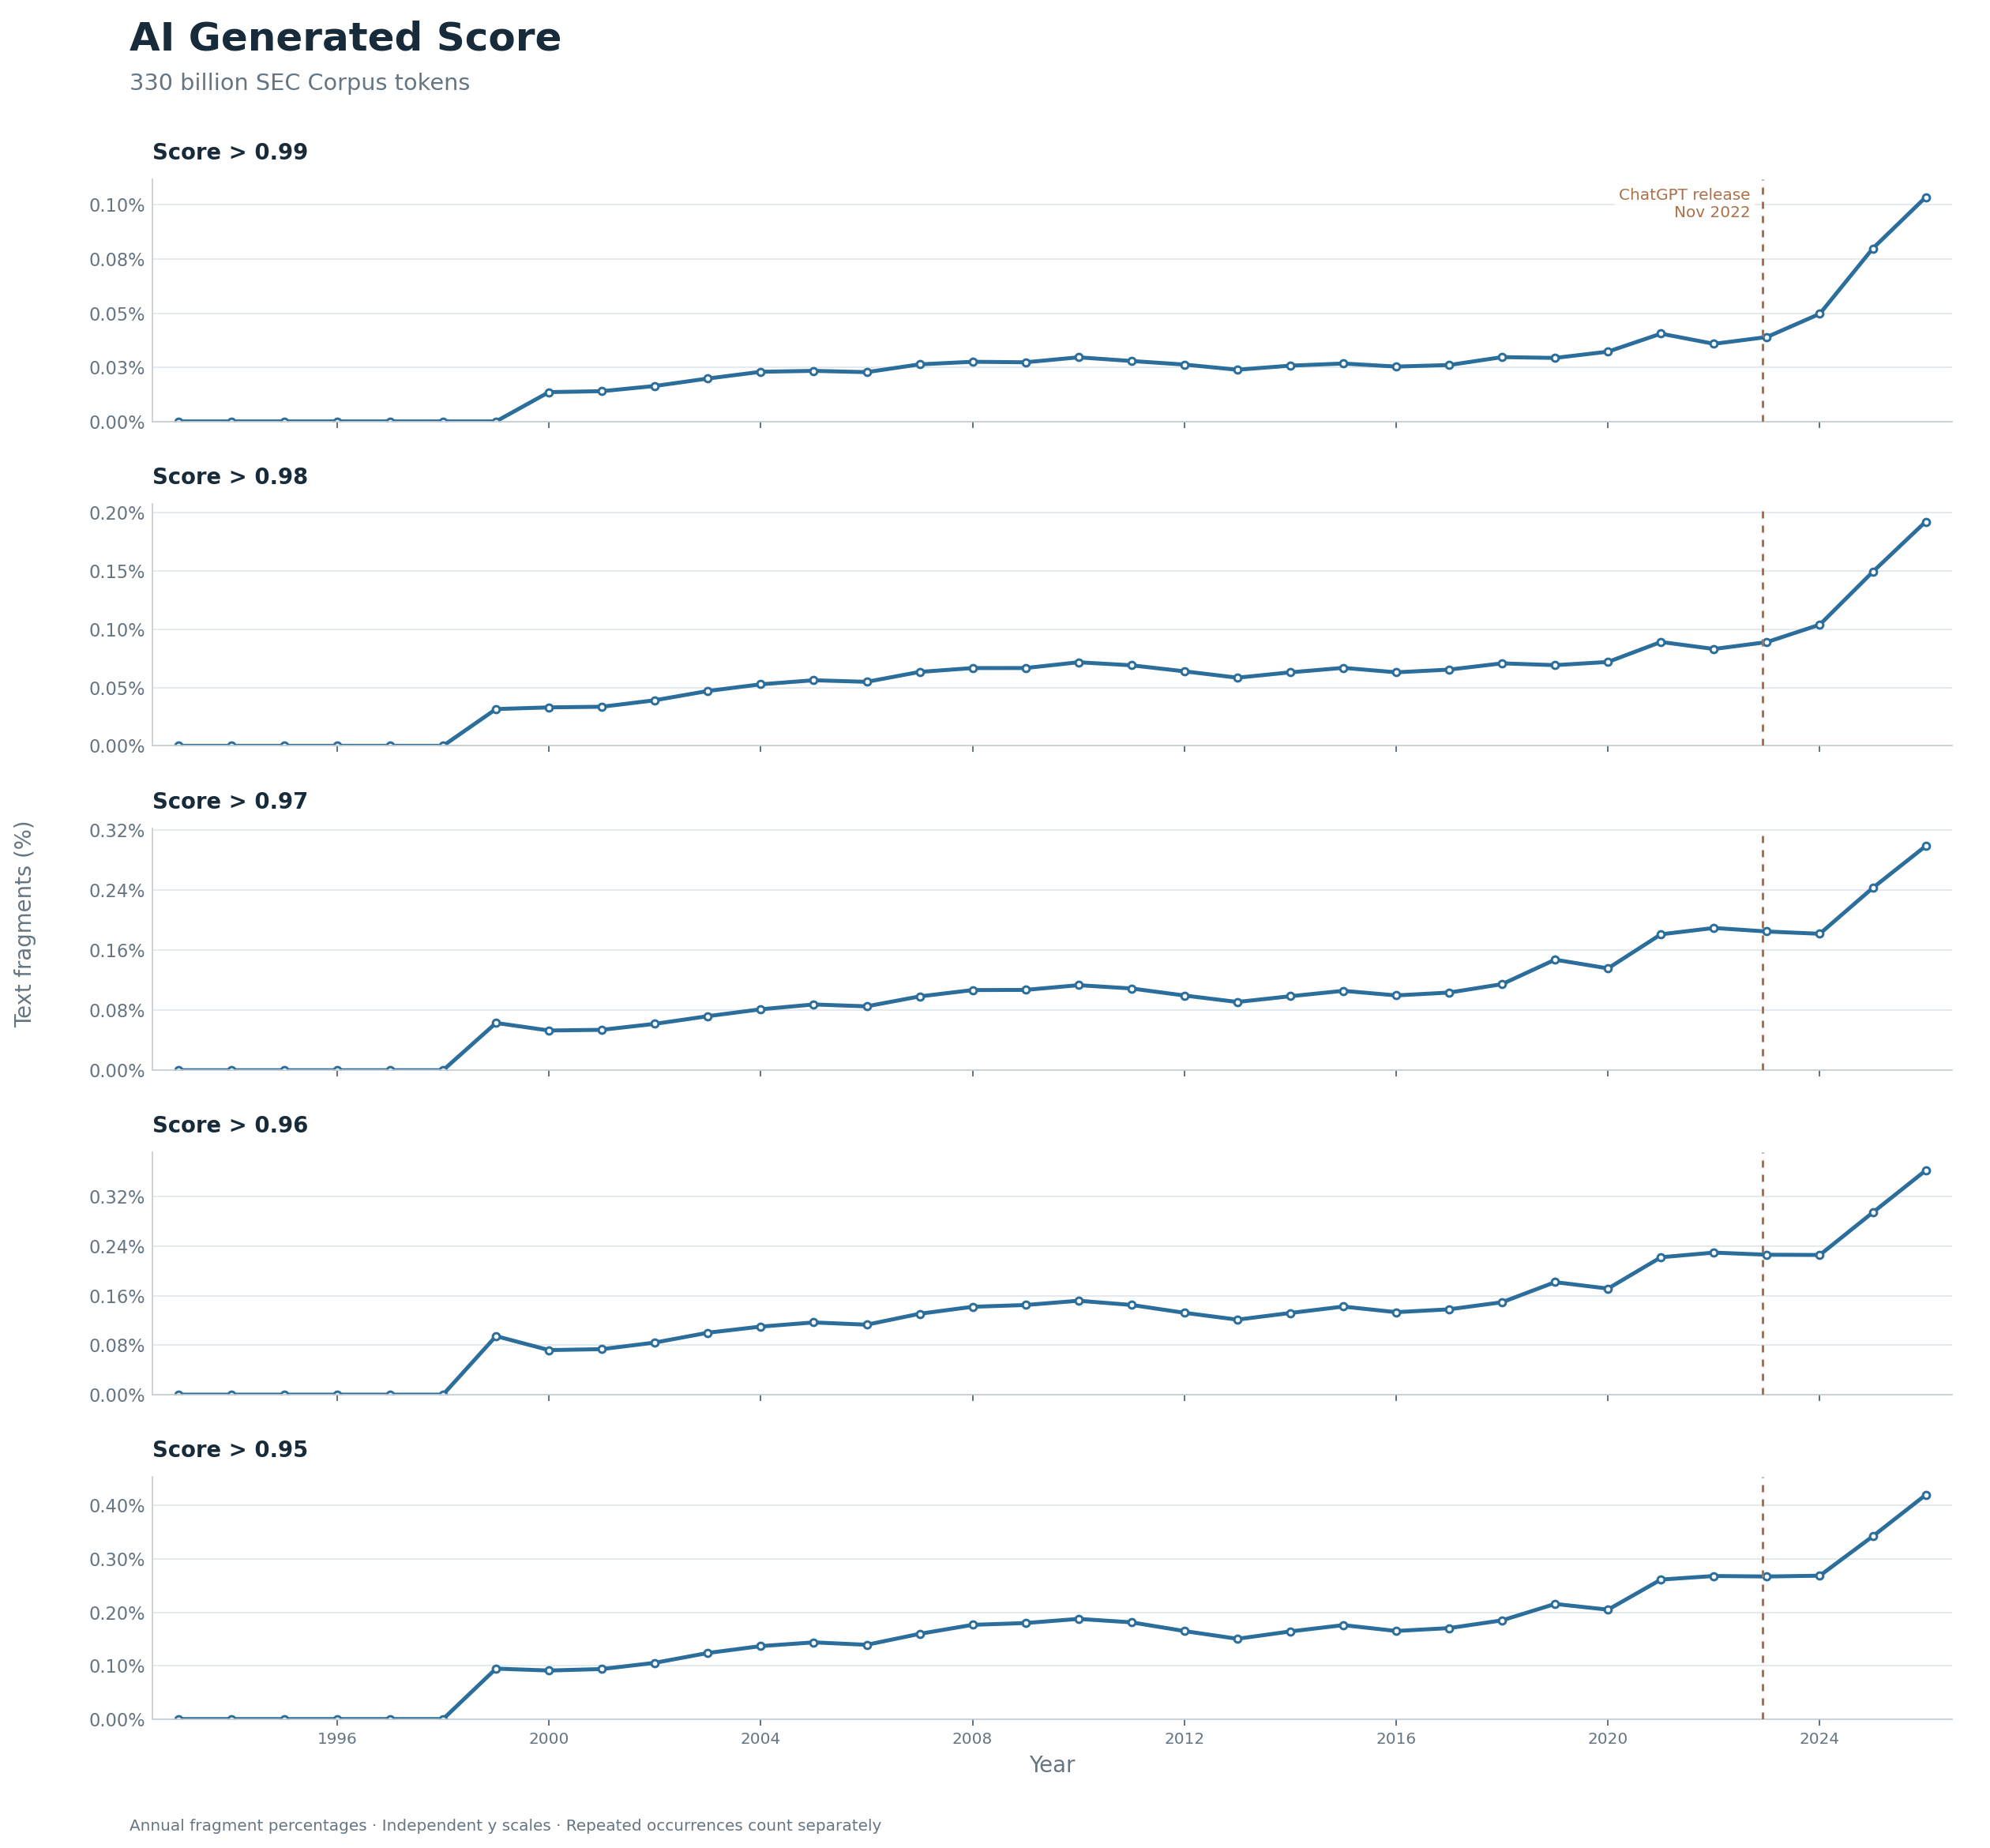 AI Generated Score
330 billion SEC Corpus tokens
Score > 0.99
ChatGPT release
Nov 2022
0.10%
0.08%
0.05%
0.03%
0.00%
Score > 0.98
0.20%
0.15%
0.10%
0.05%
0.00%
Score > 0.97
0.32%
0.24%
0.16%
0.08%
0.00%
Text fragments (%)
Score > 0.96
0.32%
0.24%
0.16%
0.08%
0.00%
Score > 0.95
0.40%
0.30%
0.20%
0.10%
0.00%
1996 2000 2004 2008 2012 2016 2020 2024
Year
Annual fragment percentages · Independent y scales · Repeated occurrences count separately